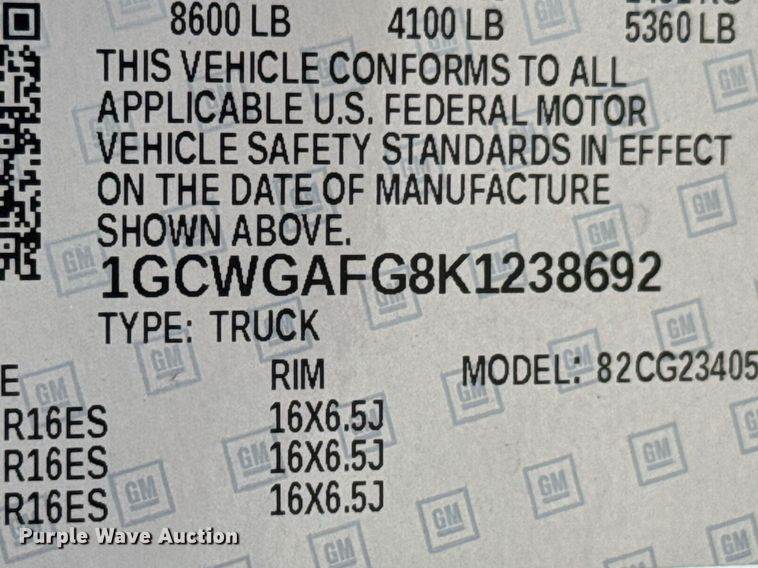 8600 LB 4100 LB 5360 LB
THIS VEHICLE CONFORMS TO ALL
APPLICABLE U.S. FEDERAL MOTOR
VEHICLE SAFETY STANDARDS IN EFFECT
ON THE DATE OF MANUFACTURE
SHOWN ABOVE.
1GCWGAFG8K1238692
TYPE: TRUCK
E RIM MODEL: 82CG23405
R16ES 16X6.5J
R16ES 16X6.5J
R16ES 16X6.5J
Purple Wave Auction